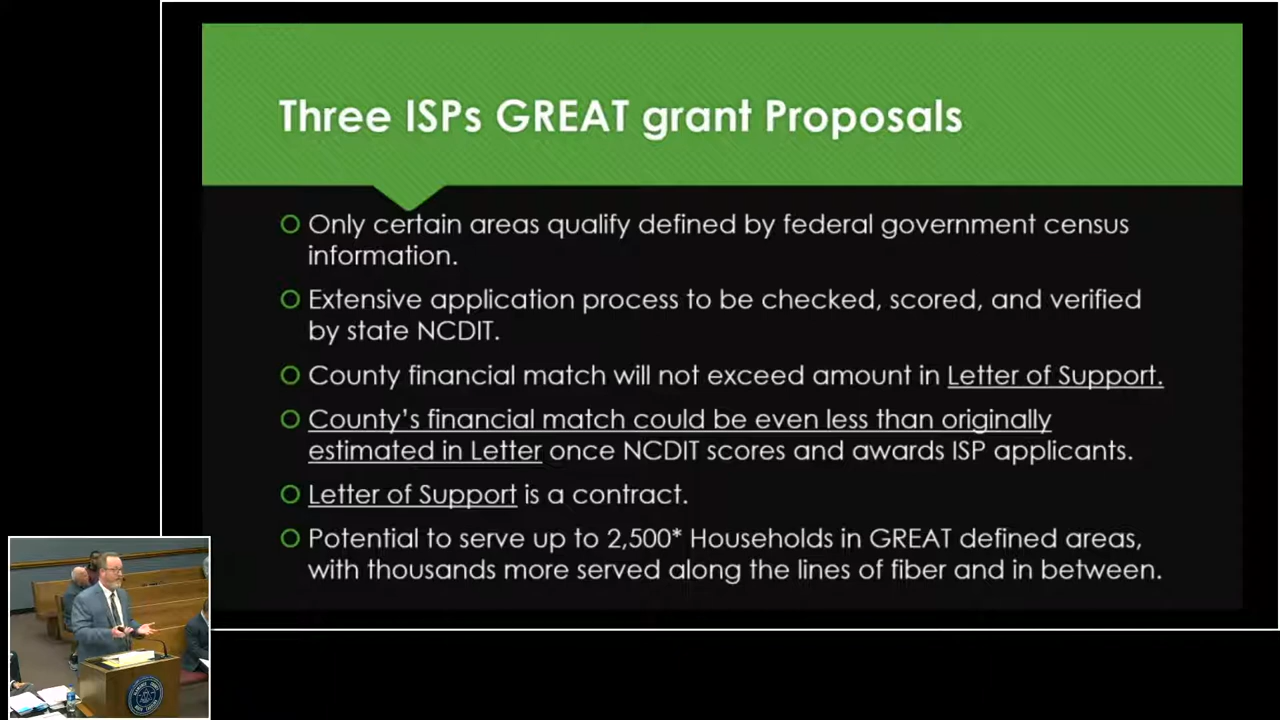 Three ISPs GREAT grant Proposals
Only certain areas qualify defined by federal government census
information.
Extensive application process to be checked, scored, and verified
by state NCDIT.
County financial match will not exceed amount in Letter of Support.
County's financial match could be even less than originally
estimated in Letter once NCDIT scores and awards ISP applicants.
Letter of Support is a contract.
Potential to serve up to 2,500* Households in GREAT defined areas,
with thousands more served along the lines of fiber and in between.